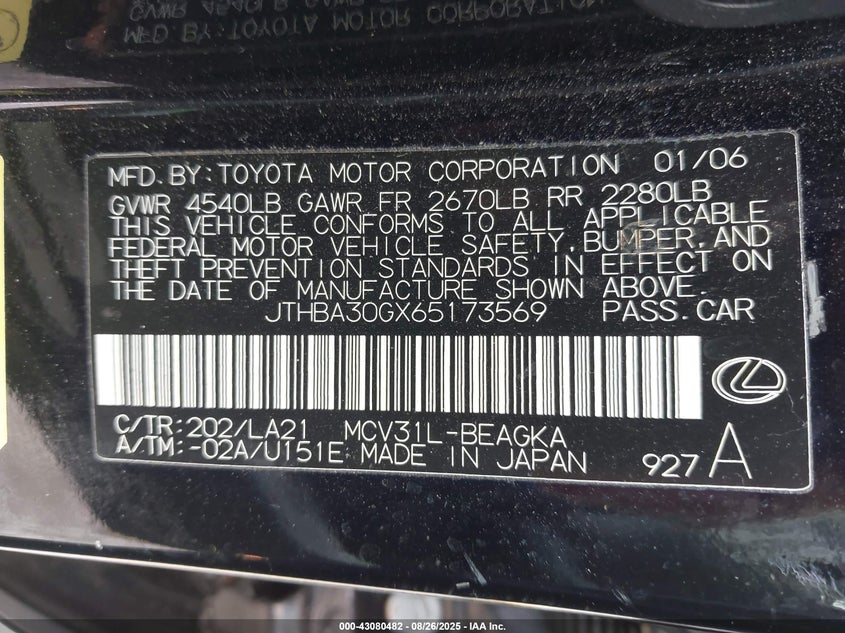 MFD.BY:TOYOTA MOTOR CORPORATION 01/06
GVWR 4540LB GAWR FR 2670LB RR 2280LB
THIS VEHICLE CONFORMS TO ALL APPLICABLE
FEDERAL MOTOR VEHICLE SAFETY,BUMPER,AND
THEFT PREVENTION STANDARDS IN EFFECT ON
THE DATE OF MANUFACTURE SHOWN ABOVE.
JTHBA30GX65173569 PASS.CAR
C/TR:202/LA21 MCV31L-BEAGKA
A/TM:-02A/U151E MADE IN JAPAN 927 A
000-43080482 - 08/26/2025 - IAA Inc.